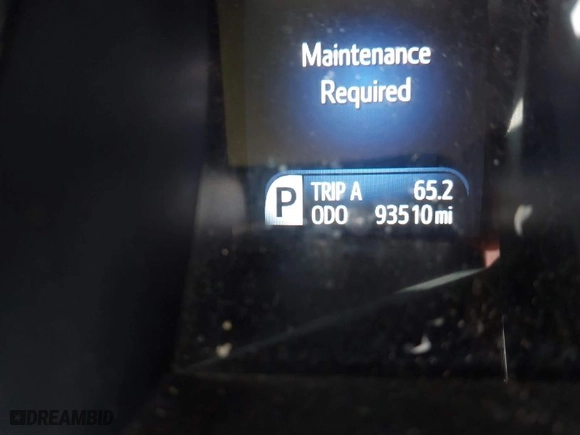 Maintenance
Required
P
TRIP A 65.2
ODO 93510 mi
DREAMBID